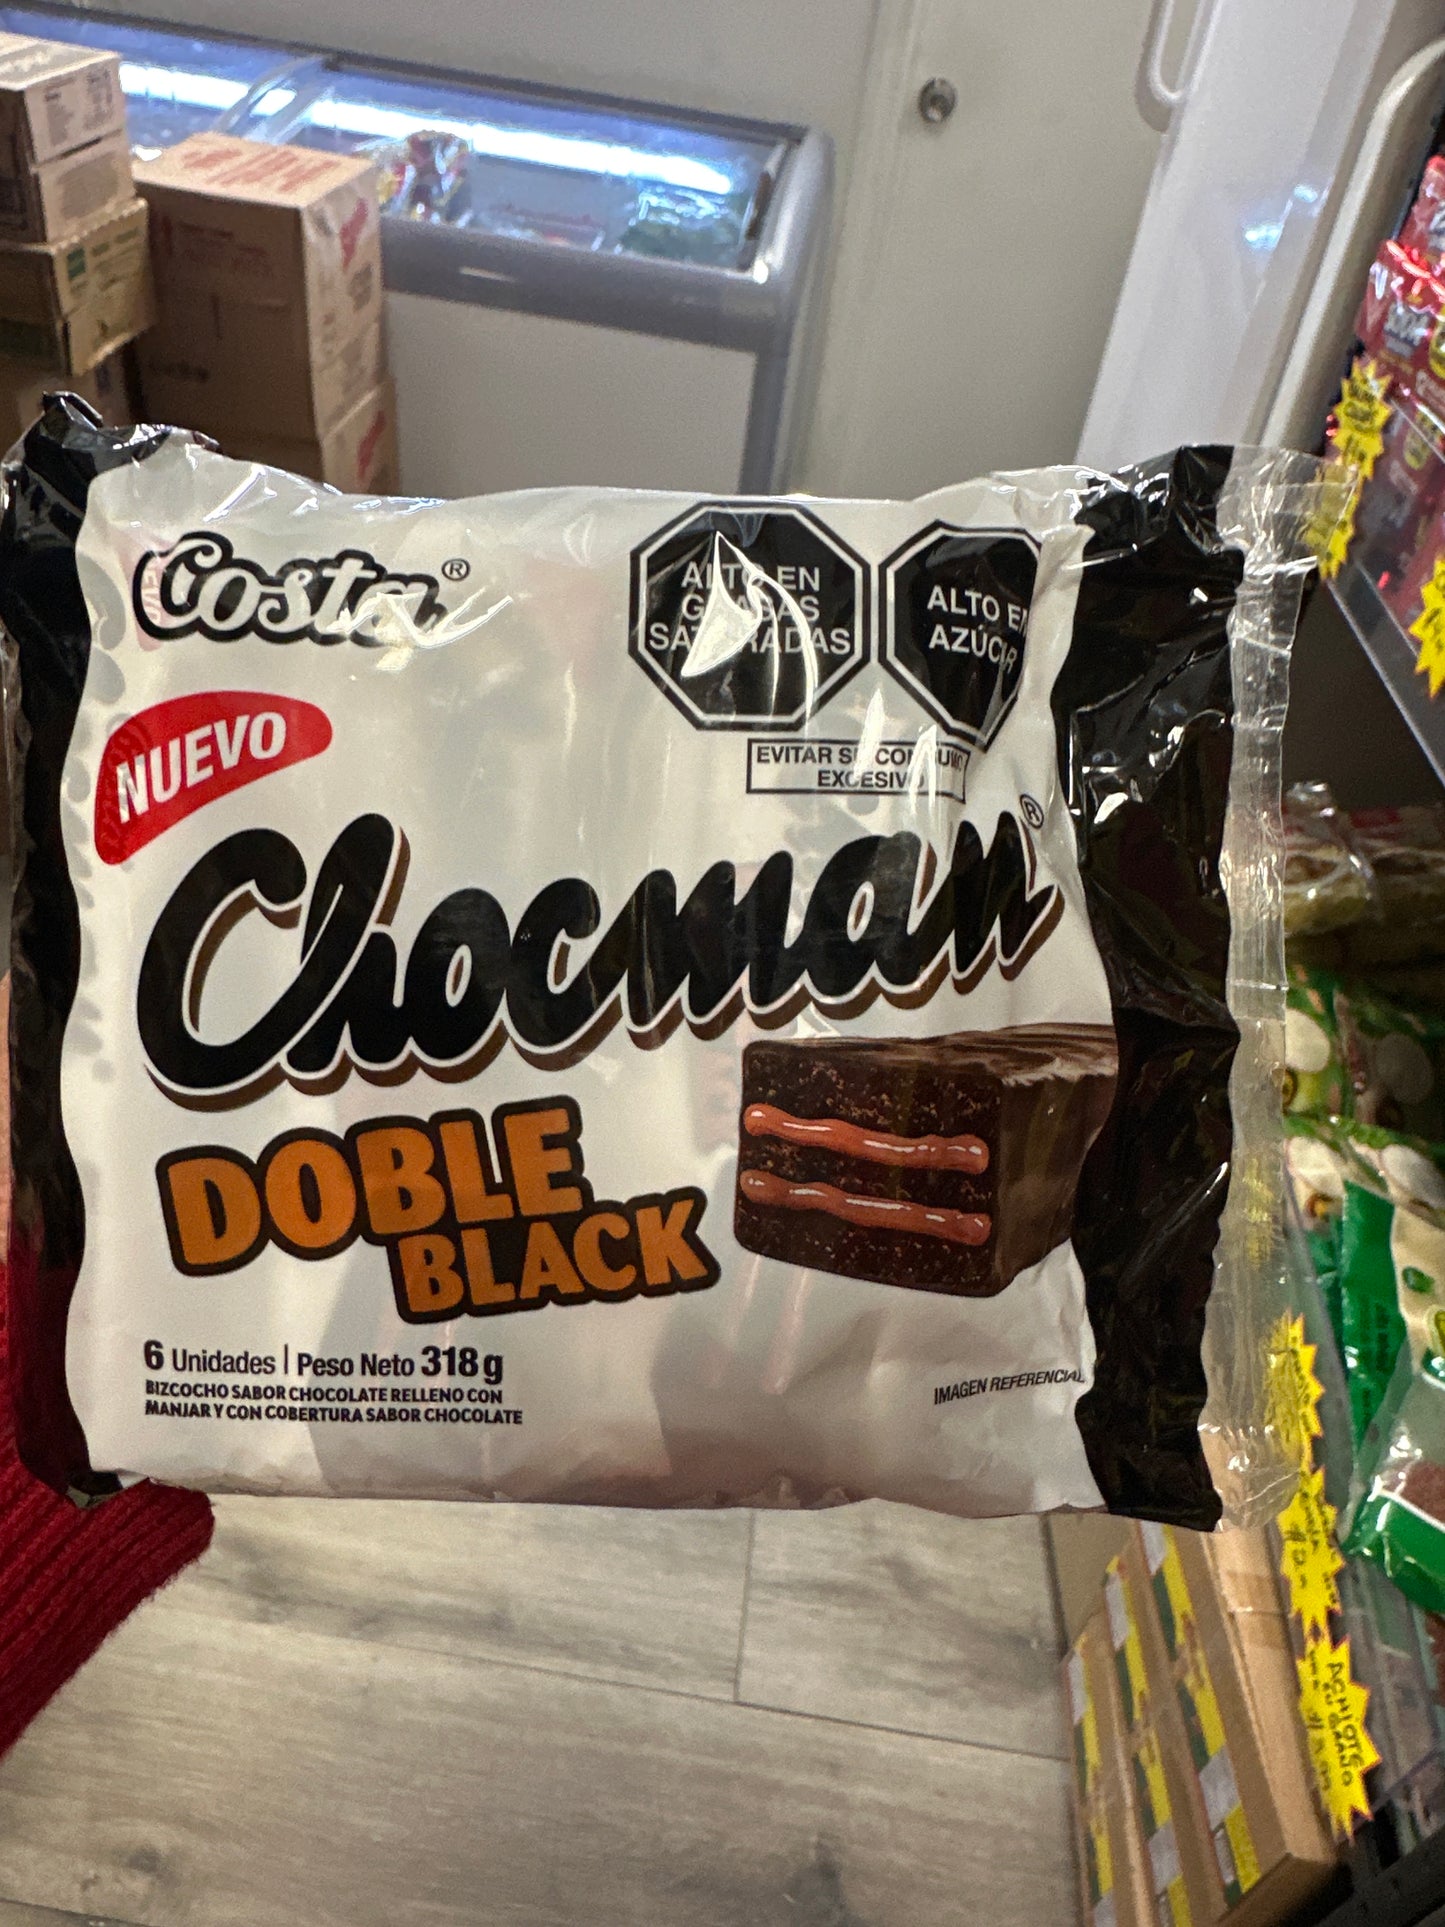 Costa®
ALTO EN
GRASAS
SATURADAS
ALTO EN
AZÚCAR
EVITAR SU CONSUMO
EXCESIVO
NUEVO
Chocman®
DOBLE
BLACK
6 Unidades | Peso Neto 318 g
BIZCOCHO SABOR CHOCOLATE RELLENO CON
MANJAR Y CON COBERTURA SABOR CHOCOLATE
IMAGEN REFERENCIAL
ACHIOTE